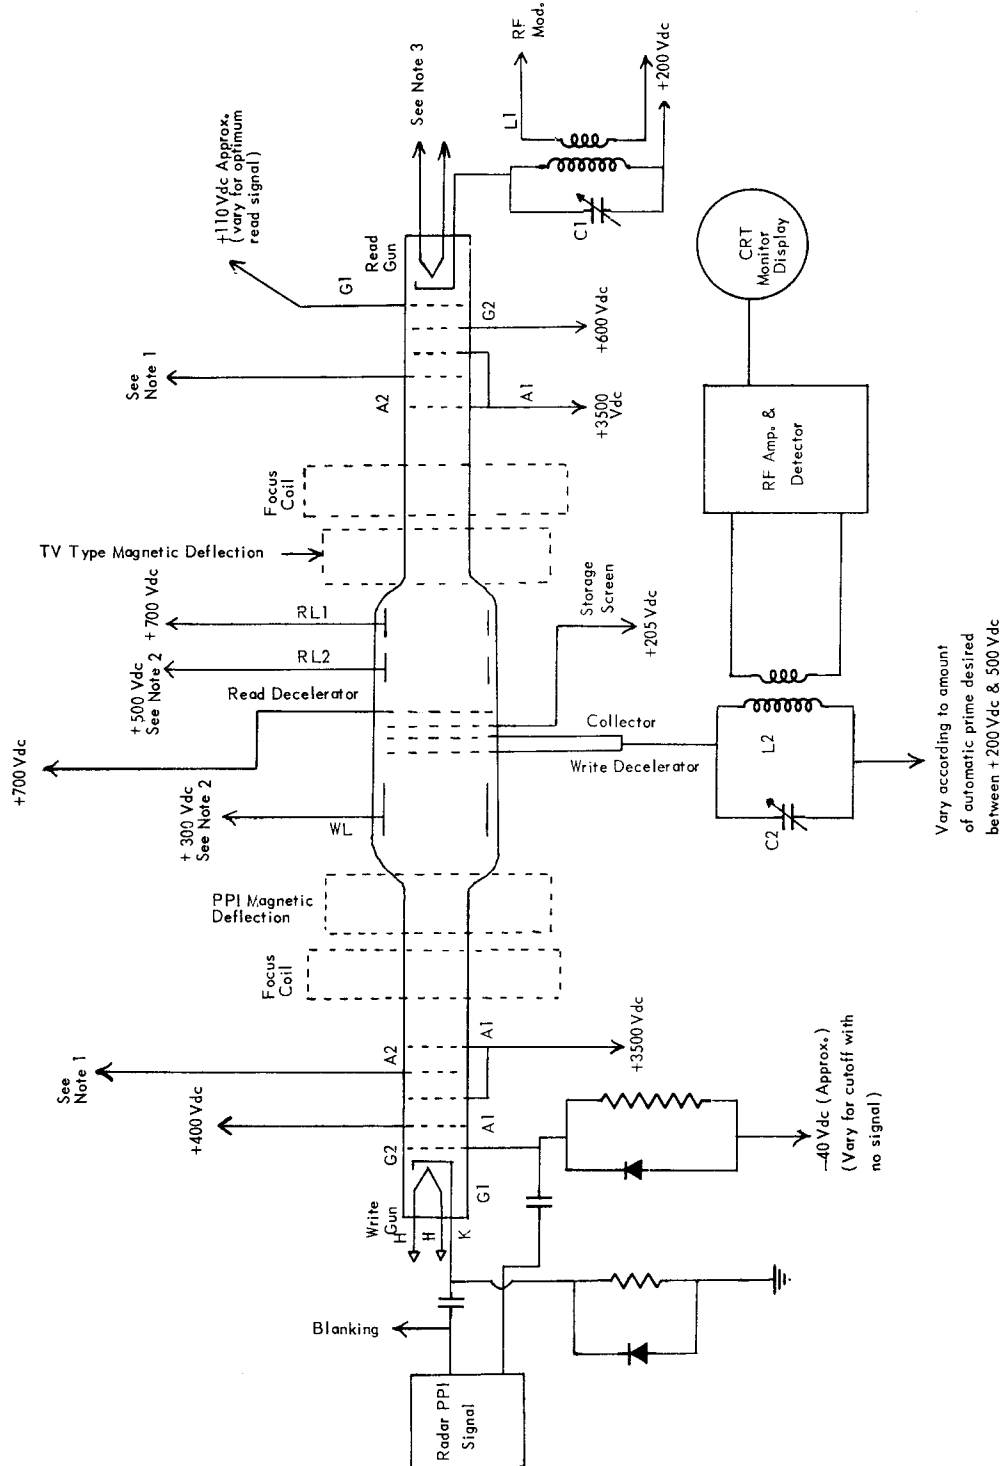 RF
Mod.
L1
+200 Vdc
See Note 3
+110 Vdc Approx.
(vary for optimum
read signal)
C1
Read
Gun
G1
G2
+600 Vdc
See
Note 1
A2
A1
+3500
Vdc
CRT
Monitor
Display
RF Amp. &
Detector
Focus
Coil
TV Type Magnetic Deflection
+700 Vdc
RL1
Storage
Screen
+205 Vdc
+500 Vdc
See Note 2
RL2
Read Decelerator
+700 Vdc
Collector
Write Decelerator
L2
C2
Vary according to amount
of automatic prime desired
between +200 Vdc & 500 Vdc
+300 Vdc
See Note 2
WL
PPI Magnetic
Deflection
Focus
Coil
See
Note 1
A2
A1
+3500 Vdc
+400 Vdc
A1
G2
G1
-40 Vdc (Approx.)
(Vary for cutoff with
no signal)
Write
Gun
H
H
K
Blanking
Radar PPI
Signal